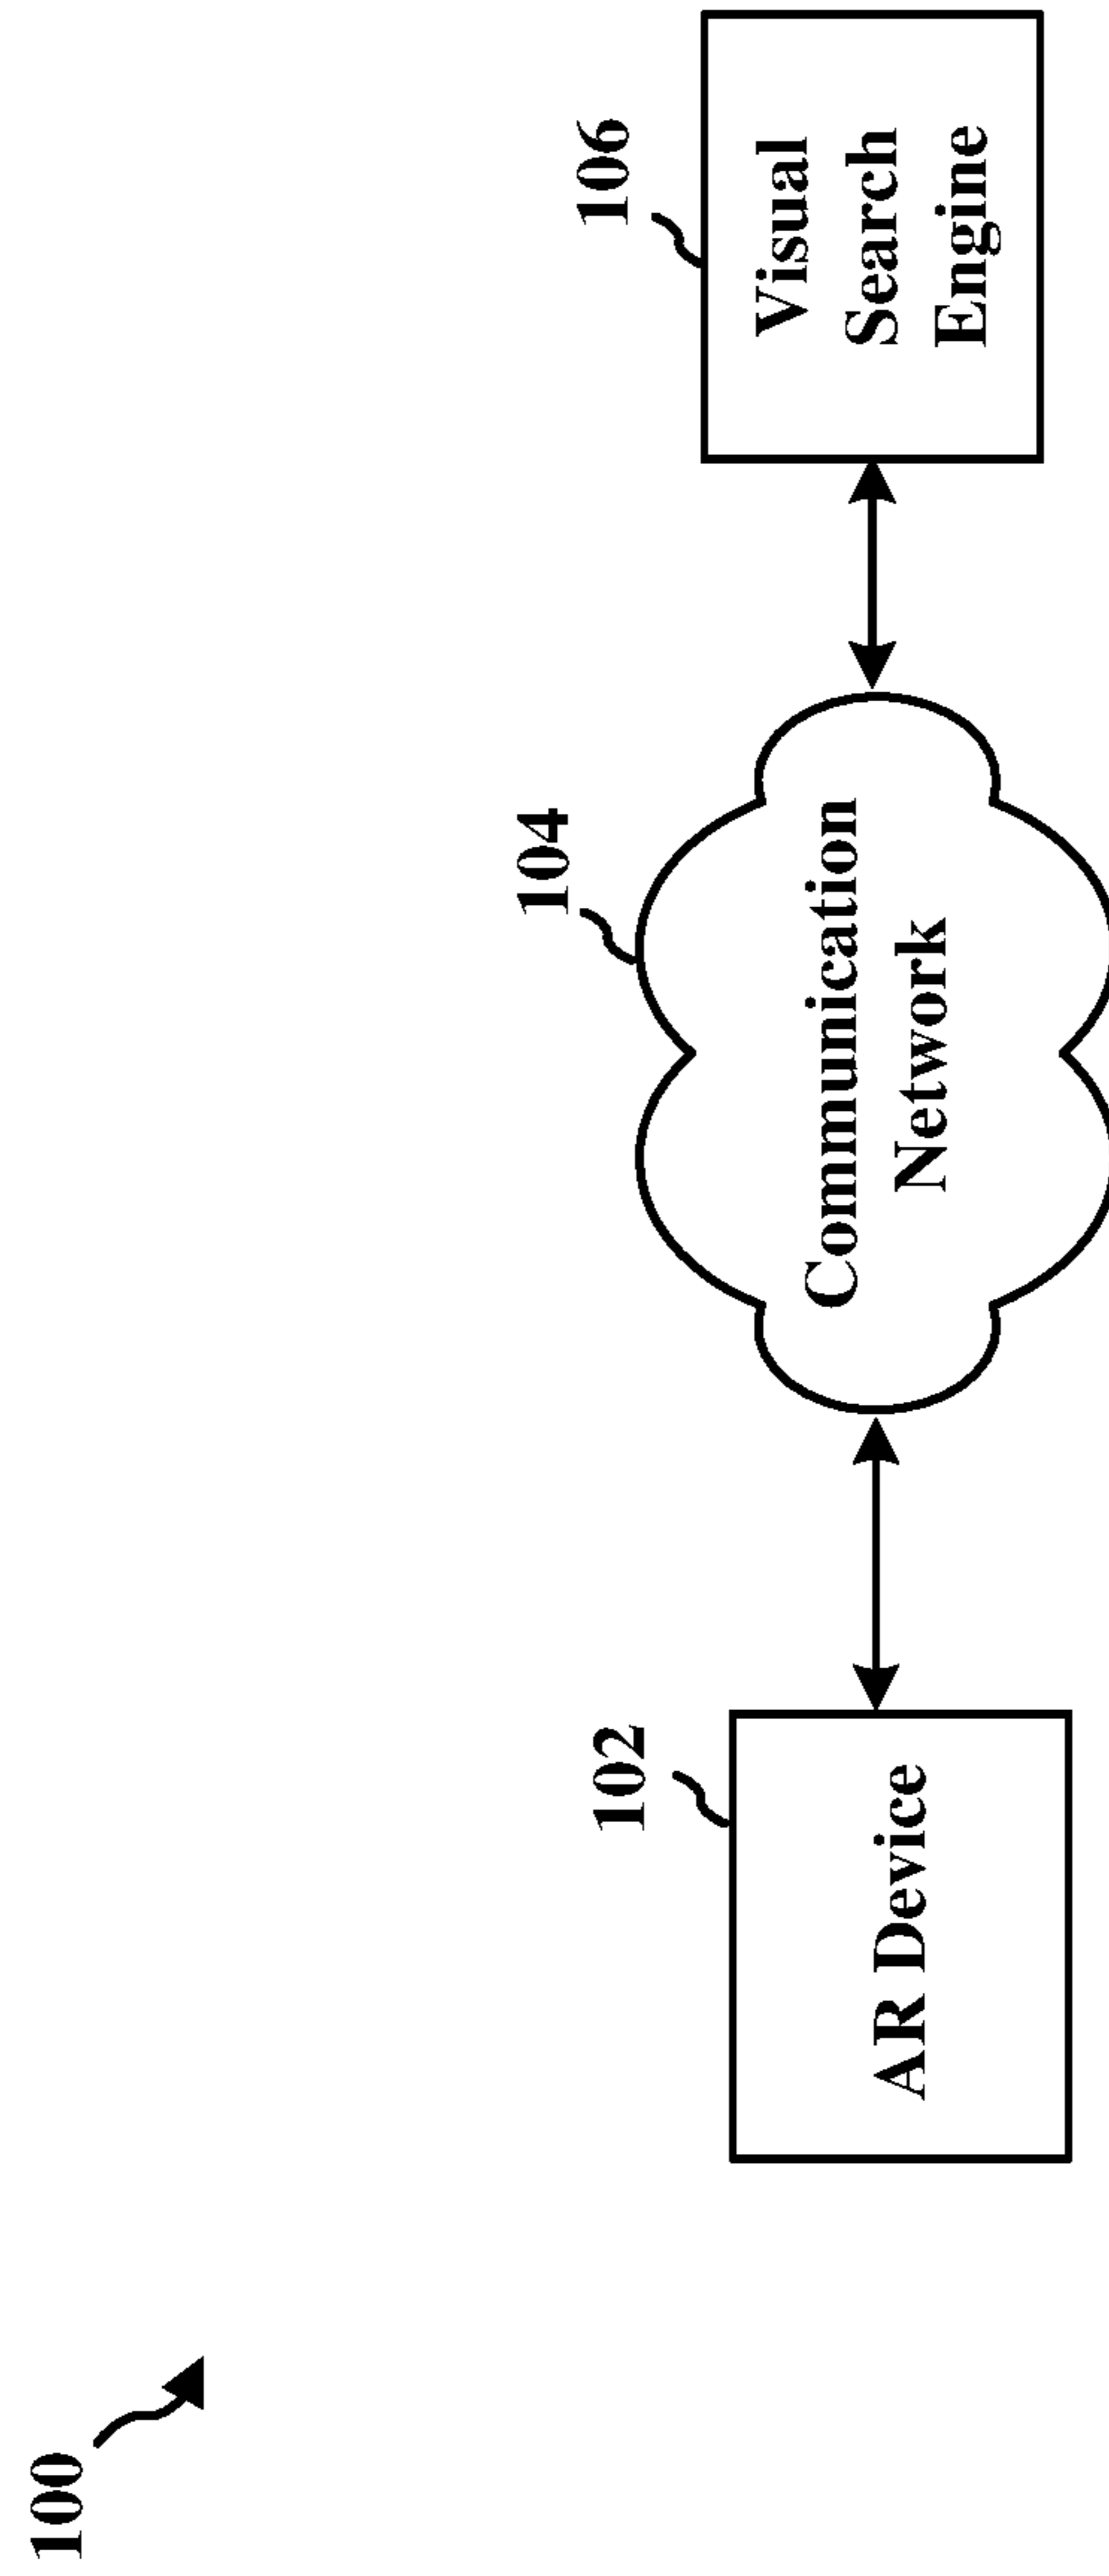 100
102
AR Device
104
Communication
Network
106
Visual
Search
Engine